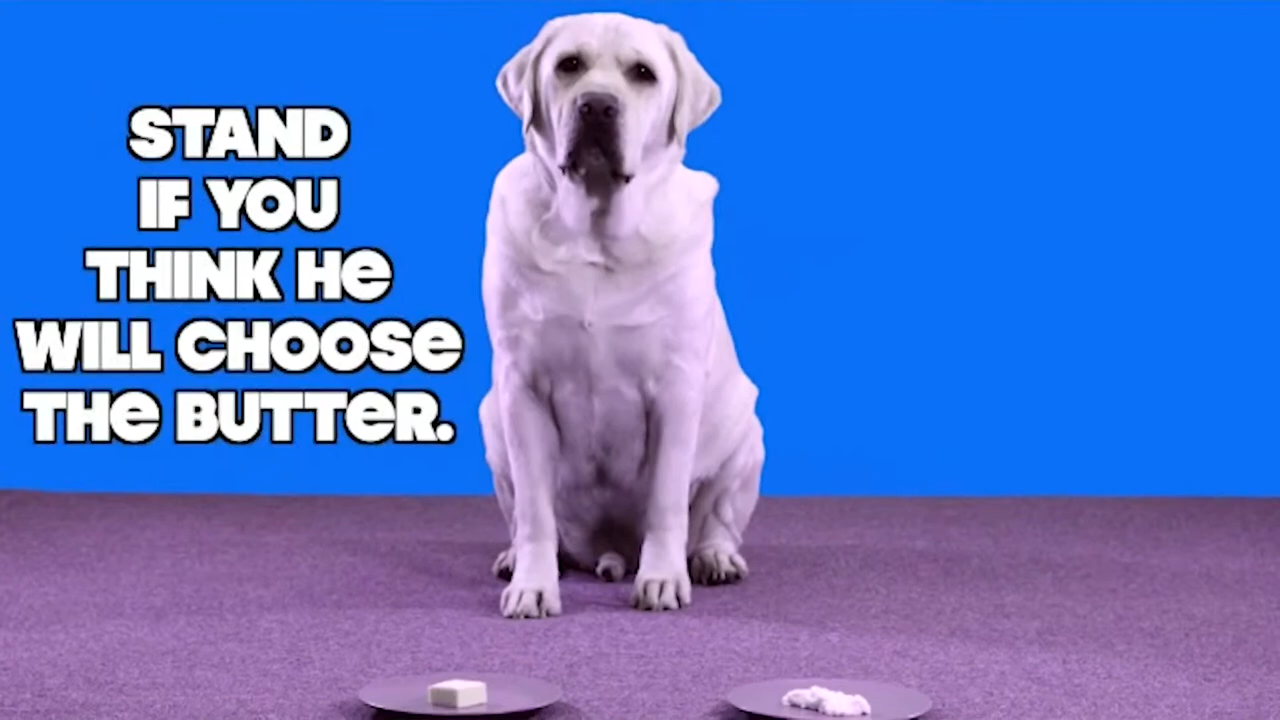 STAND
IF YOU
THINK He
WILL CHOOSe
THe BUTTeR.